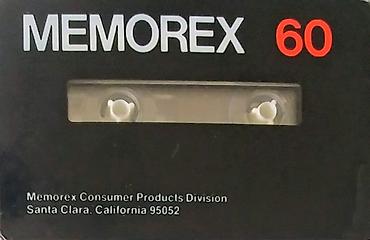 MEMOREX 60
Memorex Consumer Products Division
Santa Clara, California 95052